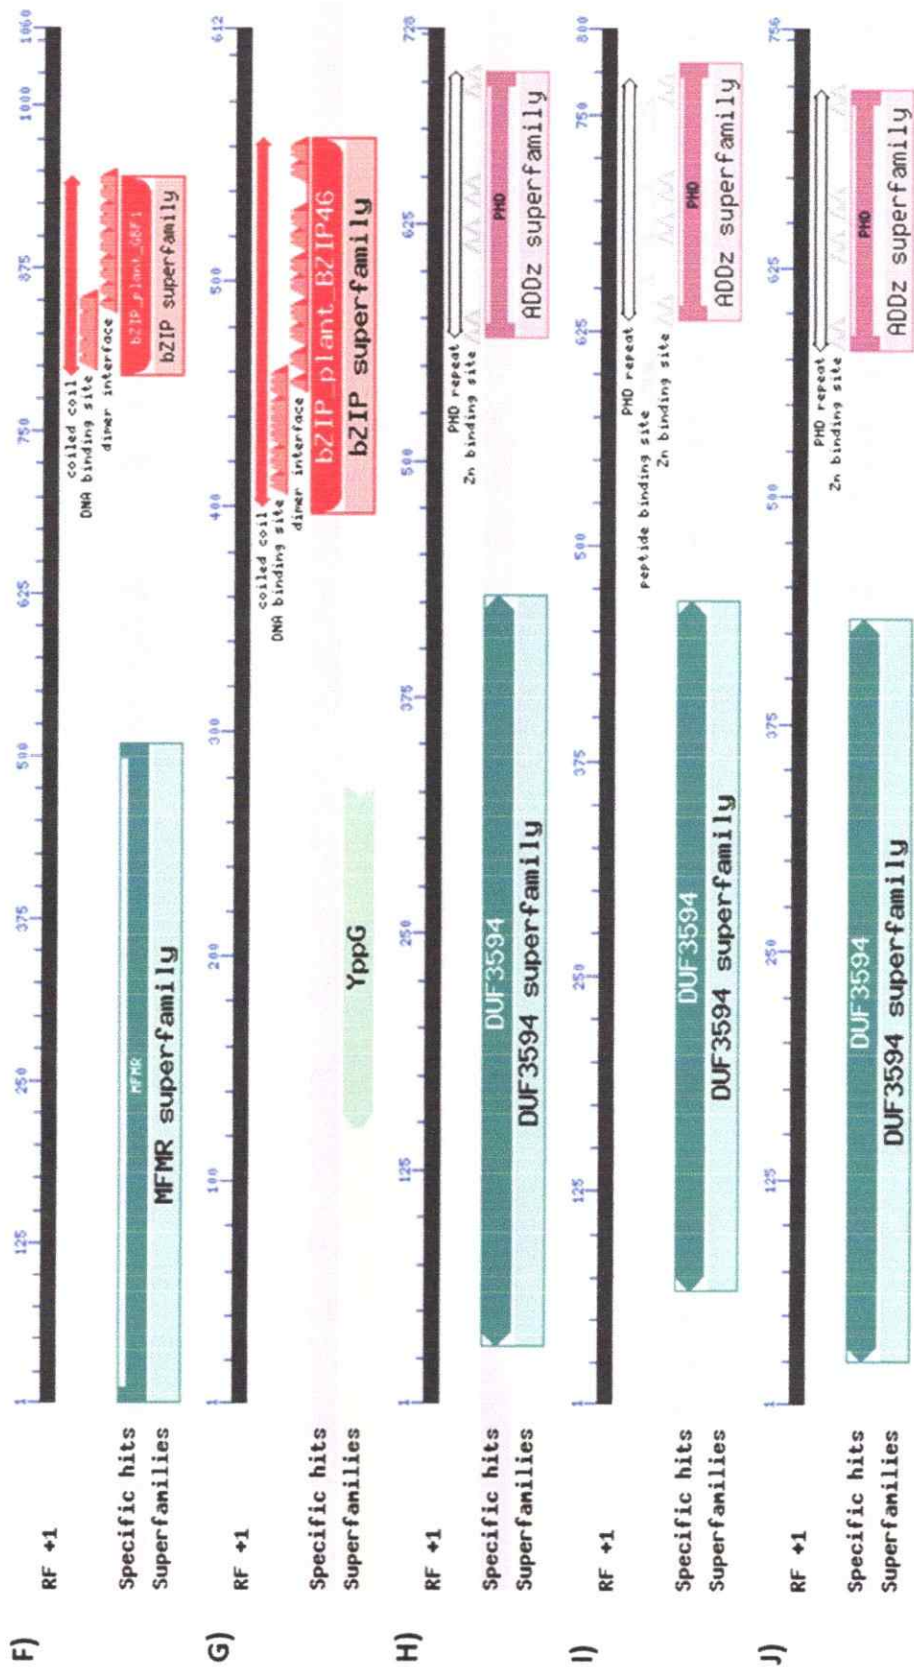 F)
1 125 250 375 500 625 750 875 1000 1060
RF +1
coiled coil
DNA binding site
dimer interface
Specific hits
MFMR
bZIP_plant_GBF1
Superfamilies
MFMR superfamily
bZIP superfamily
G)
1 100 200 300 400 500 612
RF +1
coiled coil
DNA binding site
dimer interface
Specific hits
bZIP_plant_BZIP46
Superfamilies
YppG
bZIP superfamily
H)
1 125 250 375 500 625 728
RF +1
PHD repeat
Zn binding site
Specific hits
DUF3594
PHD
Superfamilies
DUF3594 superfamily
ADDz superfamily
I)
1 125 250 375 500 625 750 800
RF +1
PHD repeat
peptide binding site
Zn binding site
Specific hits
DUF3594
PHD
Superfamilies
DUF3594 superfamily
ADDz superfamily
J)
1 125 250 375 500 625 756
RF +1
PHD repeat
Zn binding site
Specific hits
DUF3594
PHD
Superfamilies
DUF3594 superfamily
ADDz superfamily